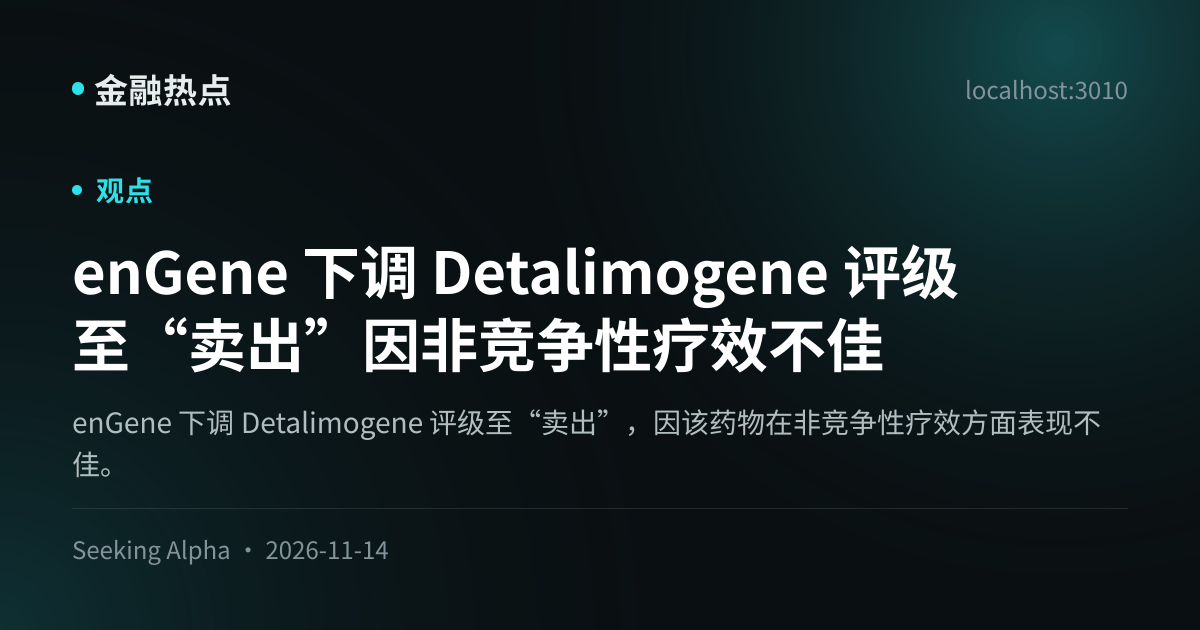 金融热点
localhost:3010
观点
enGene 下调 Detalimogene 评级
至“卖出”因非竞争性疗效不佳
enGene 下调 Detalimogene 评级至“卖出”，因该药物在非竞争性疗效方面表现不
佳。
Seeking Alpha · 2026-11-14